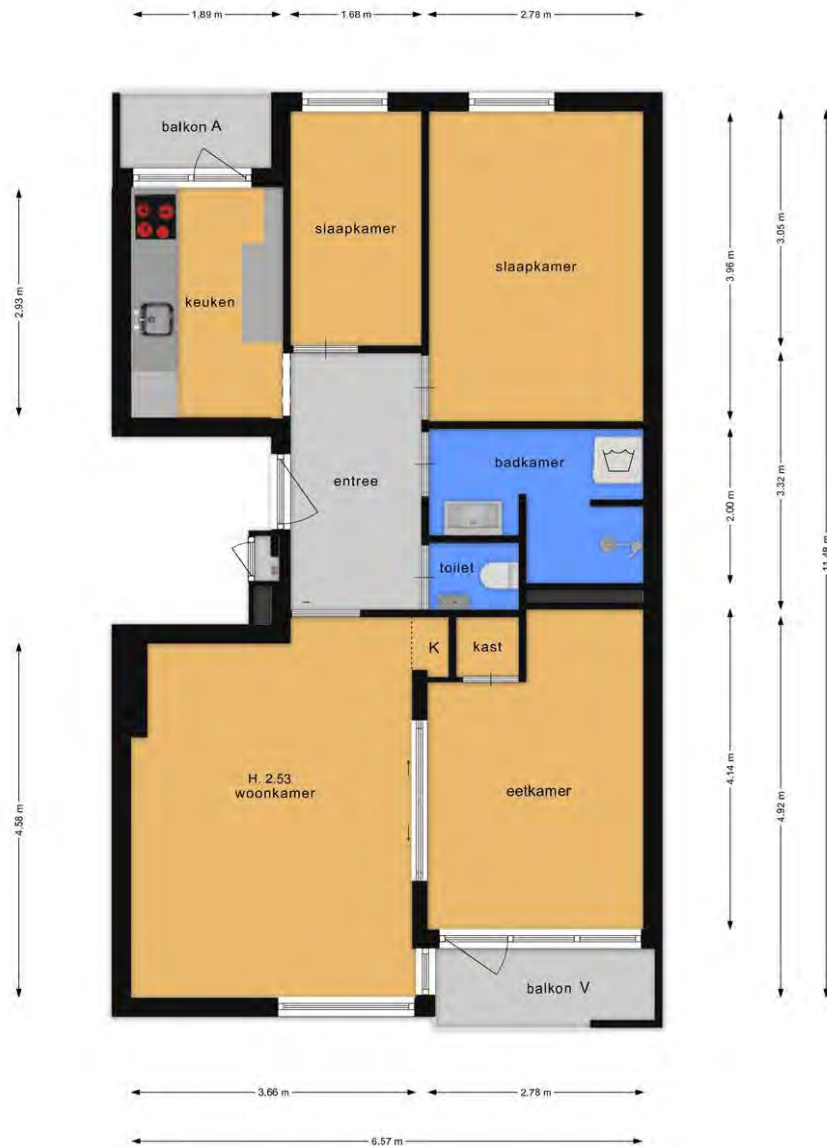 1.89 m
1.68 m
2.78 m
balkon A
slaapkamer
slaapkamer
keuken
2.93 m
3.96 m
3.05 m
11.48 m
badkamer
entree
2.00 m
3.32 m
toilet
K
kast
H. 2.53
woonkamer
eetkamer
4.58 m
4.14 m
4.92 m
balkon V
3.66 m
2.78 m
6.57 m